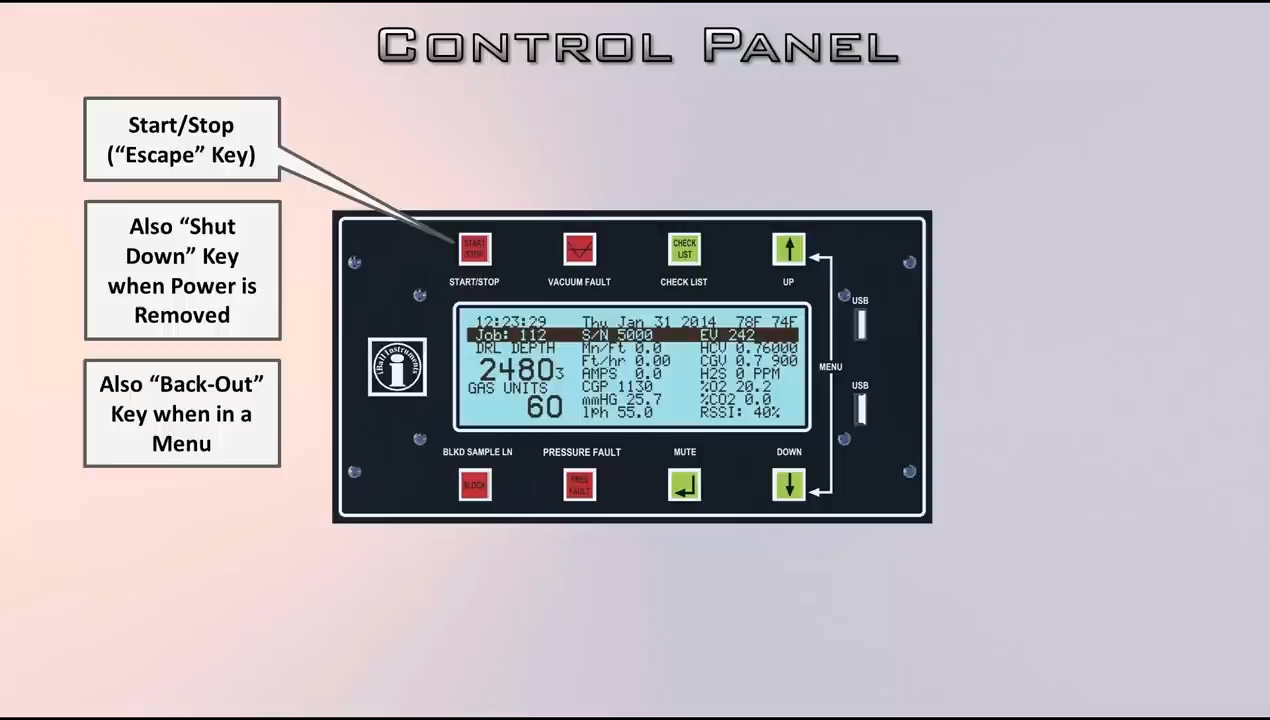 CONTROL PANEL
Start/Stop
(“Escape” Key)
Also “Shut
Down” Key
when Power is
Removed
Also “Back-Out”
Key when in a
Menu
START
STOP
CHECK
LIST
START/STOP
VACUUM FAULT
CHECK LIST
UP
USB
MENU
USB
iBall Instruments
i
12:23:29 Thu Jan 31 2014 78F 74F
Job: 112 S/N 5000 EV 242
DRL DEPTH Mn/Ft 0.0 HCV 0.76000
24803 Ft/hr 0.00 CGV 0.7 900
AMPS 0.0 H2S 0 PPM
GAS UNITS CGP 1130 %O2 20.2
60 mmHG 25.7 %CO2 0.0
lph 55.0 RSSI: 40%
BLKD SAMPLE LN
PRESSURE FAULT
MUTE
DOWN
BLOCK
PRES
FAULT